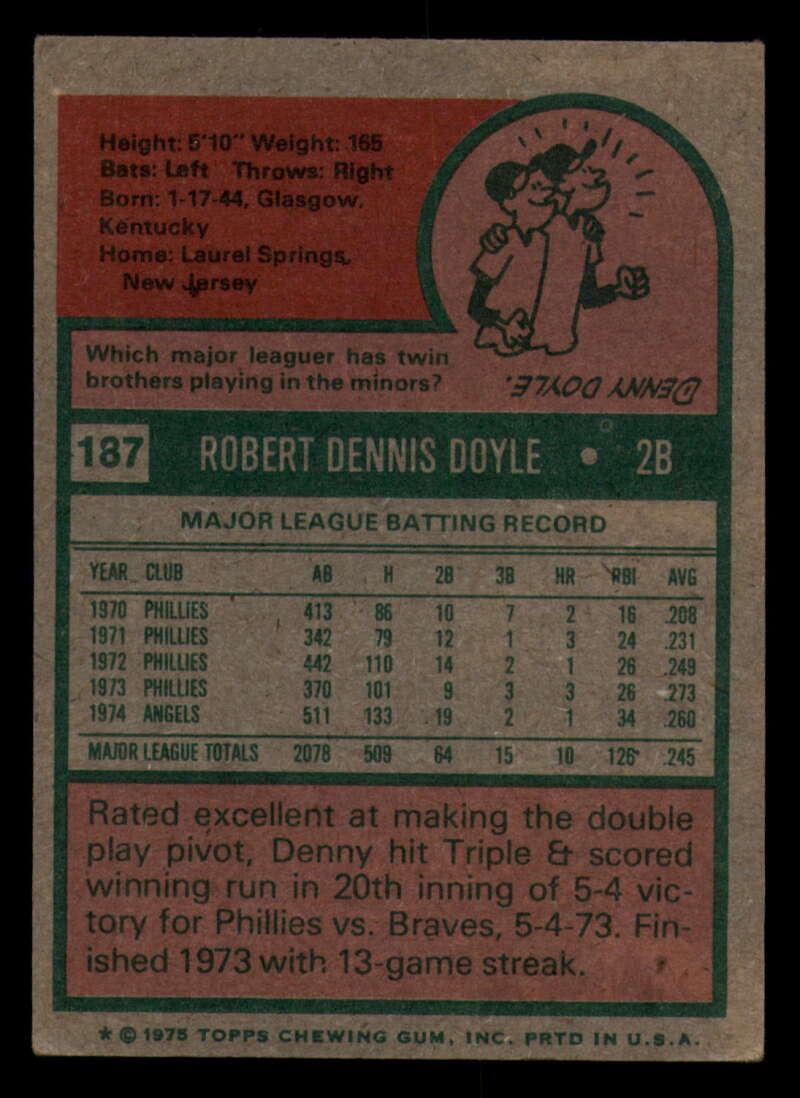 Height: 5'10" Weight: 165
Bats: Left Throws: Right
Born: 1-17-44, Glasgow,
Kentucky
Home: Laurel Springs,
New Jersey
Which major leaguer has twin
brothers playing in the minors?
DENNY DOYLE.
187 ROBERT DENNIS DOYLE • 2B
MAJOR LEAGUE BATTING RECORD
YEAR CLUB AB H 2B 3B HR RBI AVG
1970 PHILLIES 413 86 10 7 2 16 .208
1971 PHILLIES 342 79 12 1 3 24 .231
1972 PHILLIES 442 110 14 2 1 26 .249
1973 PHILLIES 370 101 9 3 3 26 .273
1974 ANGELS 511 133 19 2 1 34 .260
MAJOR LEAGUE TOTALS 2078 509 64 15 10 126 .245
Rated excellent at making the double
play pivot, Denny hit Triple & scored
winning run in 20th inning of 5-4 vic-
tory for Phillies vs. Braves, 5-4-73. Fin-
ished 1973 with 13-game streak.
* © 1975 TOPPS CHEWING GUM, INC. PRTD IN U.S.A.